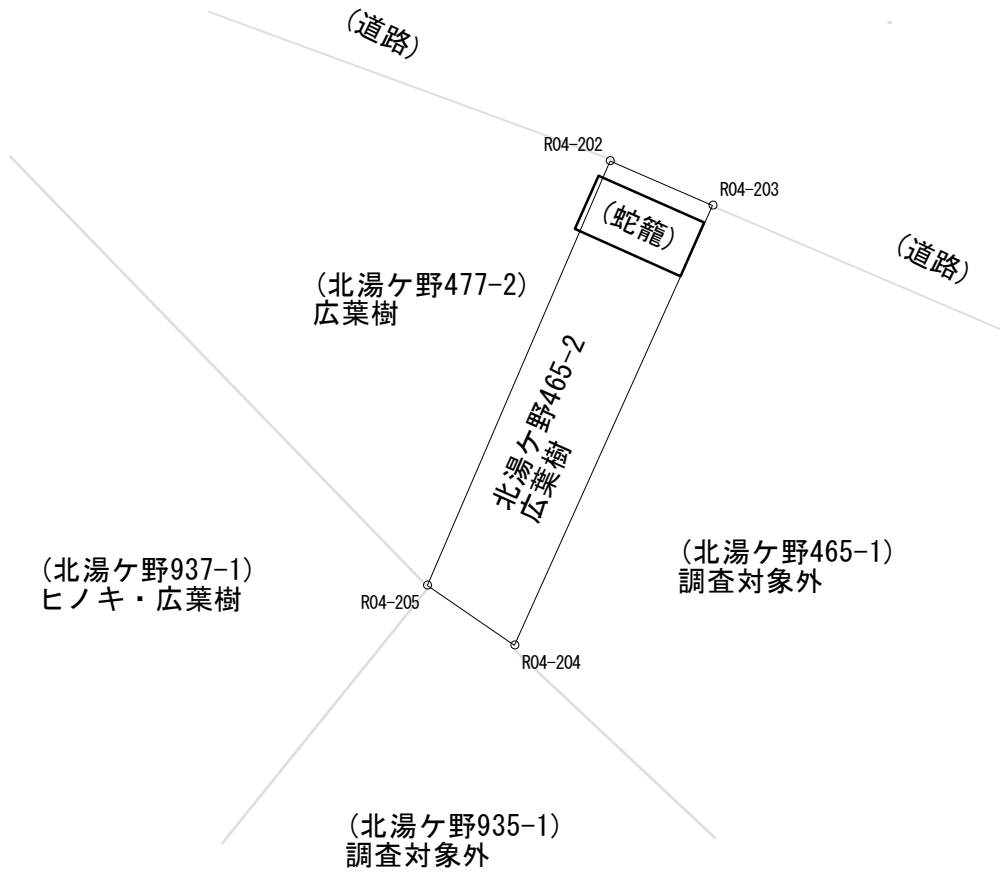 (道路)
R04-202
R04-203
(蛇籠)
(道路)
(北湯ケ野477-2)
広葉樹
北湯ケ野465-2
広葉樹
(北湯ケ野465-1)
調査対象外
(北湯ケ野937-1)
ヒノキ・広葉樹
R04-205
R04-204
(北湯ケ野935-1)
調査対象外